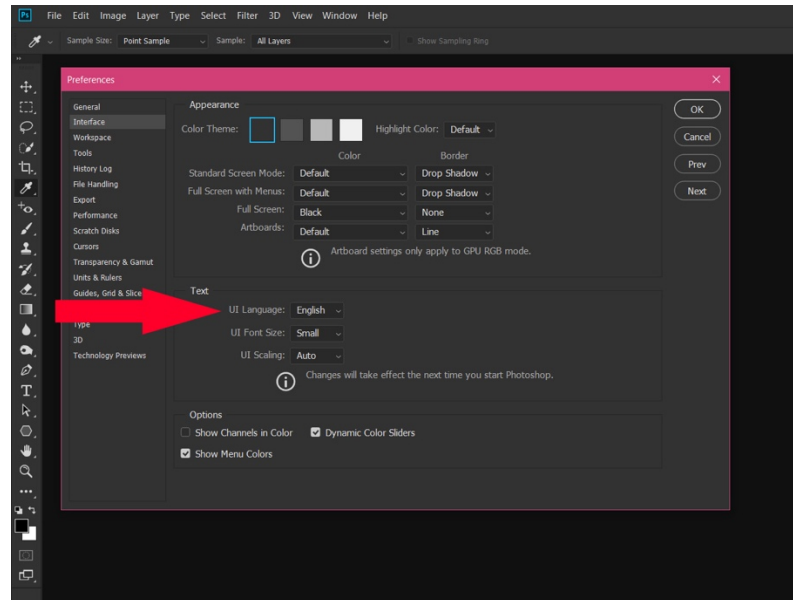 Ps File Edit Image Layer Type Select Filter 3D View Window Help
Sample Size: Point Sample Sample: All Layers Show Sampling Ring
Preferences
General
Interface
Workspace
Tools
History Log
File Handling
Export
Performance
Scratch Disks
Cursors
Transparency & Gamut
Units & Rulers
Guides, Grid & Slice
Type
3D
Technology Previews
Appearance
Color Theme: Highlight Color: Default
Color Border
Standard Screen Mode: Default Drop Shadow
Full Screen with Menus: Default Drop Shadow
Full Screen: Black None
Artboards: Default Line
Artboard settings only apply to GPU RGB mode.
Text
UI Language: English
UI Font Size: Small
UI Scaling: Auto
Changes will take effect the next time you start Photoshop.
Options
Show Channels in Color Dynamic Color Sliders
Show Menu Colors
OK
Cancel
Prev
Next